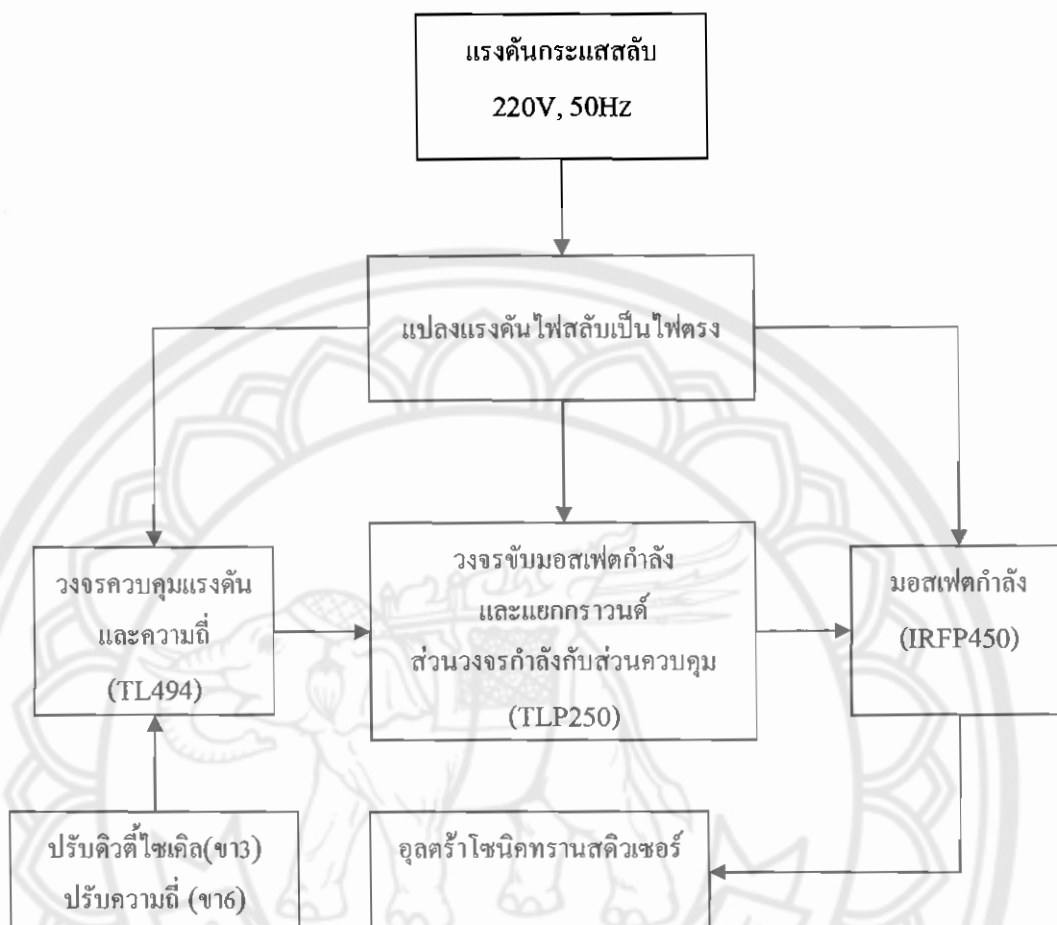 แรงดันกระแสสลับ
220V, 50Hz
แปลงแรงดันไฟสลับเป็นไฟตรง
วงจรควบคุมแรงดัน
และความถี่
(TL494)
วงจรขับมอสเฟตกำลัง
และแยกกราวนด์
ส่วนวงจรกำลังกับส่วนควบคุม
(TLP250)
มอสเฟตกำลัง
(IRFP450)
ปรับดิวตี้ไซเคิล(ขา3)
ปรับความถี่ (ขา6)
อุลตร้าโซนิคทรานสดิวเซอร์